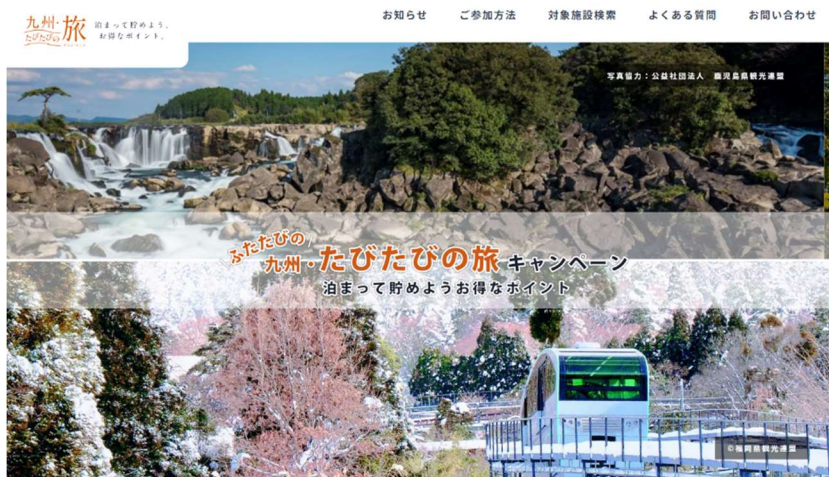 九州・たびたびの旅
泊まって貯めよう、
お得なポイント。
お知らせ
ご参加方法
対象施設検索
よくある質問
お問い合わせ
写真協力：公益社団法人　鹿児島県観光連盟
ふたたびの
九州・たびたびの旅 キャンペーン
泊まって貯めようお得なポイント
©福岡県観光連盟